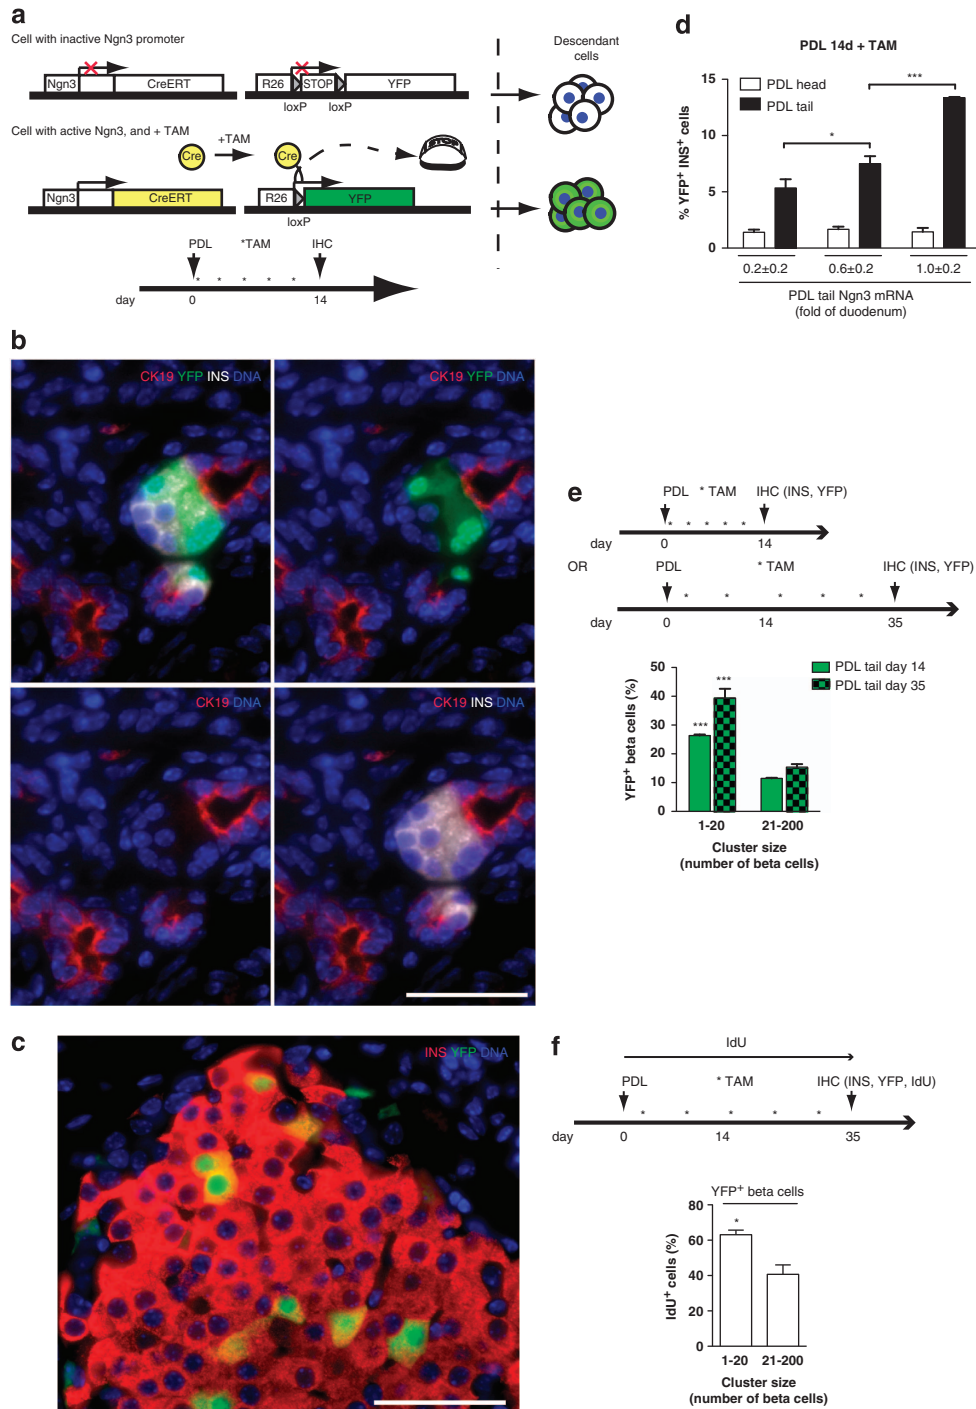 a
Cell with inactive Ngn3 promoter
Ngn3 CreERT R26 STOP YFP
loxP loxP
Descendant
cells
Cell with active Ngn3, and + TAM
Cre +TAM Cre STOP
Ngn3 CreERT R26 YFP
loxP
PDL *TAM IHC
* * * * *
day 0 14
d
PDL 14d + TAM
PDL head
PDL tail
% YFP+ INS+ cells
15
10
5
0
* ***
0.2±0.2 0.6±0.2 1.0±0.2
PDL tail Ngn3 mRNA
(fold of duodenum)
b
CK19 YFP INS DNA
CK19 YFP DNA
CK19 DNA
CK19 INS DNA
e
PDL * TAM IHC (INS, YFP)
* * * * *
day 0 14
OR
PDL * TAM IHC (INS, YFP)
* * * * *
day 0 14 35
PDL tail day 14
PDL tail day 35
YFP+ beta cells (%)
50
40
30
20
10
0
*** ***
1-20 21-200
Cluster size
(number of beta cells)
c
INS YFP DNA
f
IdU
PDL * TAM IHC (INS, YFP, IdU)
* * * * *
day 0 14 35
YFP+ beta cells
IdU+ cells (%)
80
60
40
20
0
*
1-20 21-200
Cluster size
(number of beta cells)